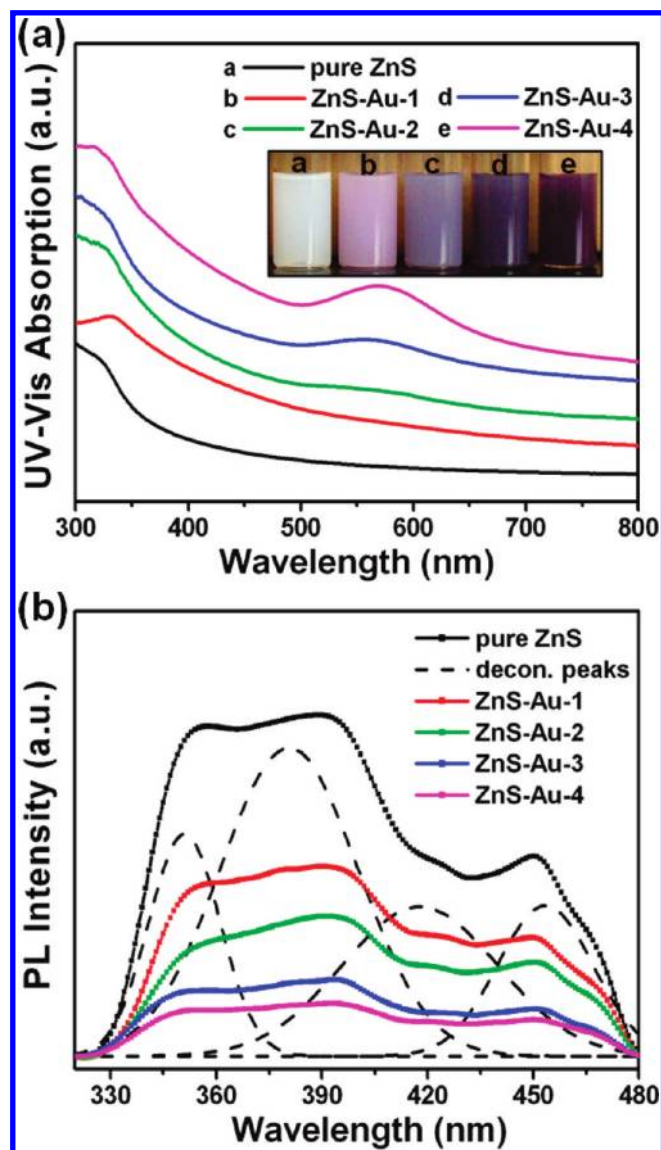 (a)
a pure ZnS
b ZnS-Au-1 d ZnS-Au-3
c ZnS-Au-2 e ZnS-Au-4
a b c d e
UV-Vis Absorption (a.u.)
300 400 500 600 700 800
Wavelength (nm)
(b)
pure ZnS
decon. peaks
ZnS-Au-1
ZnS-Au-2
ZnS-Au-3
ZnS-Au-4
PL Intensity (a.u.)
330 360 390 420 450 480
Wavelength (nm)